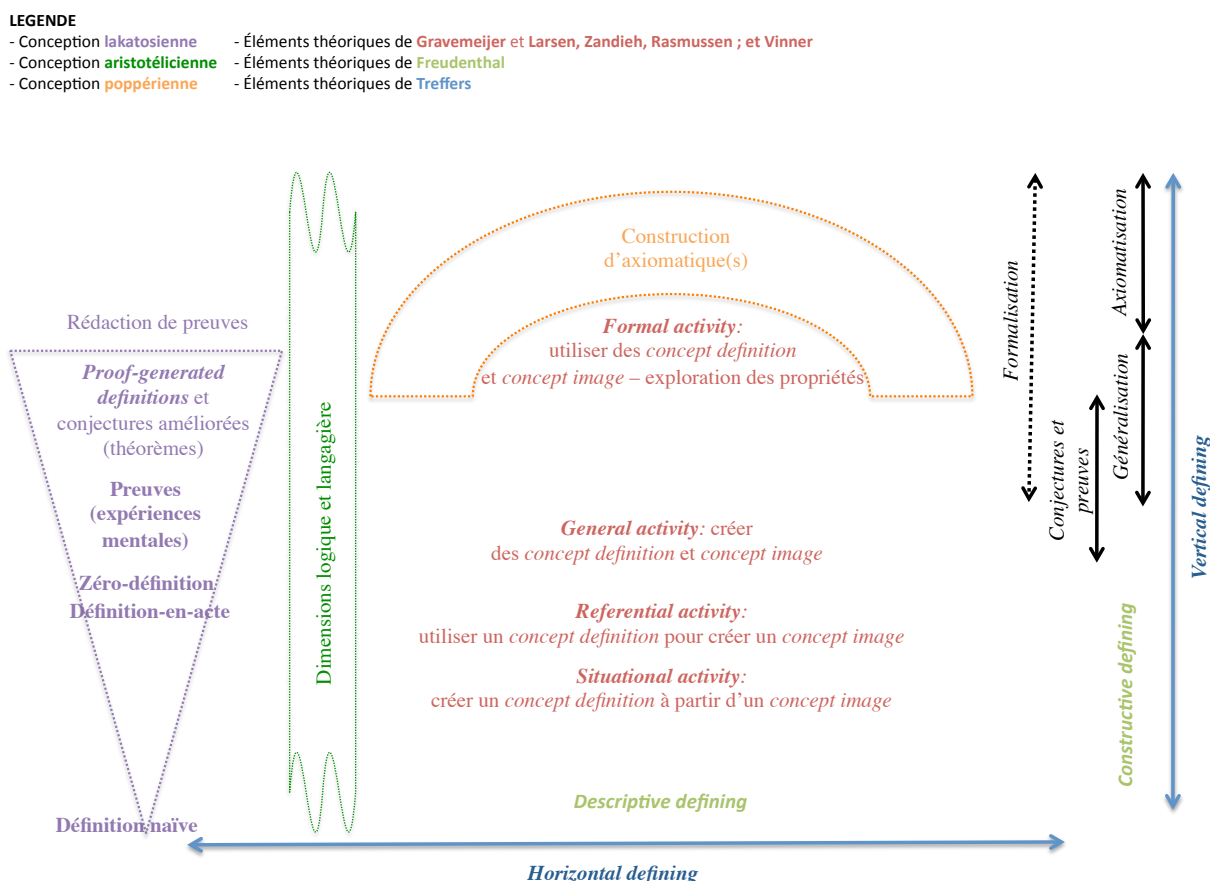 LEGENDE
- Conception lakatosienne - Éléments théoriques de Gravemeijer et Larsen, Zandieh, Rasmussen ; et Vinner
- Conception aristotélicienne - Éléments théoriques de Freudenthal
- Conception poppérienne - Éléments théoriques de Treffers
Rédaction de preuves
Proof-generated
definitions et
conjectures améliorées
(théorèmes)
Preuves
(expériences
mentales)
Zéro-définition
Définition-en-acte
Définition naïve
Dimensions logique et langagière
Construction
d'axiomatique(s)
Formal activity:
utiliser des concept definition
et concept image – exploration des propriétés
General activity: créer
des concept definition et concept image
Referential activity:
utiliser un concept definition pour créer un concept image
Situational activity:
créer un concept definition à partir d'un concept image
Descriptive defining
Horizontal defining
Formalisation
Conjectures et
preuves
Axiomatisation
Généralisation
Constructive defining
Vertical defining